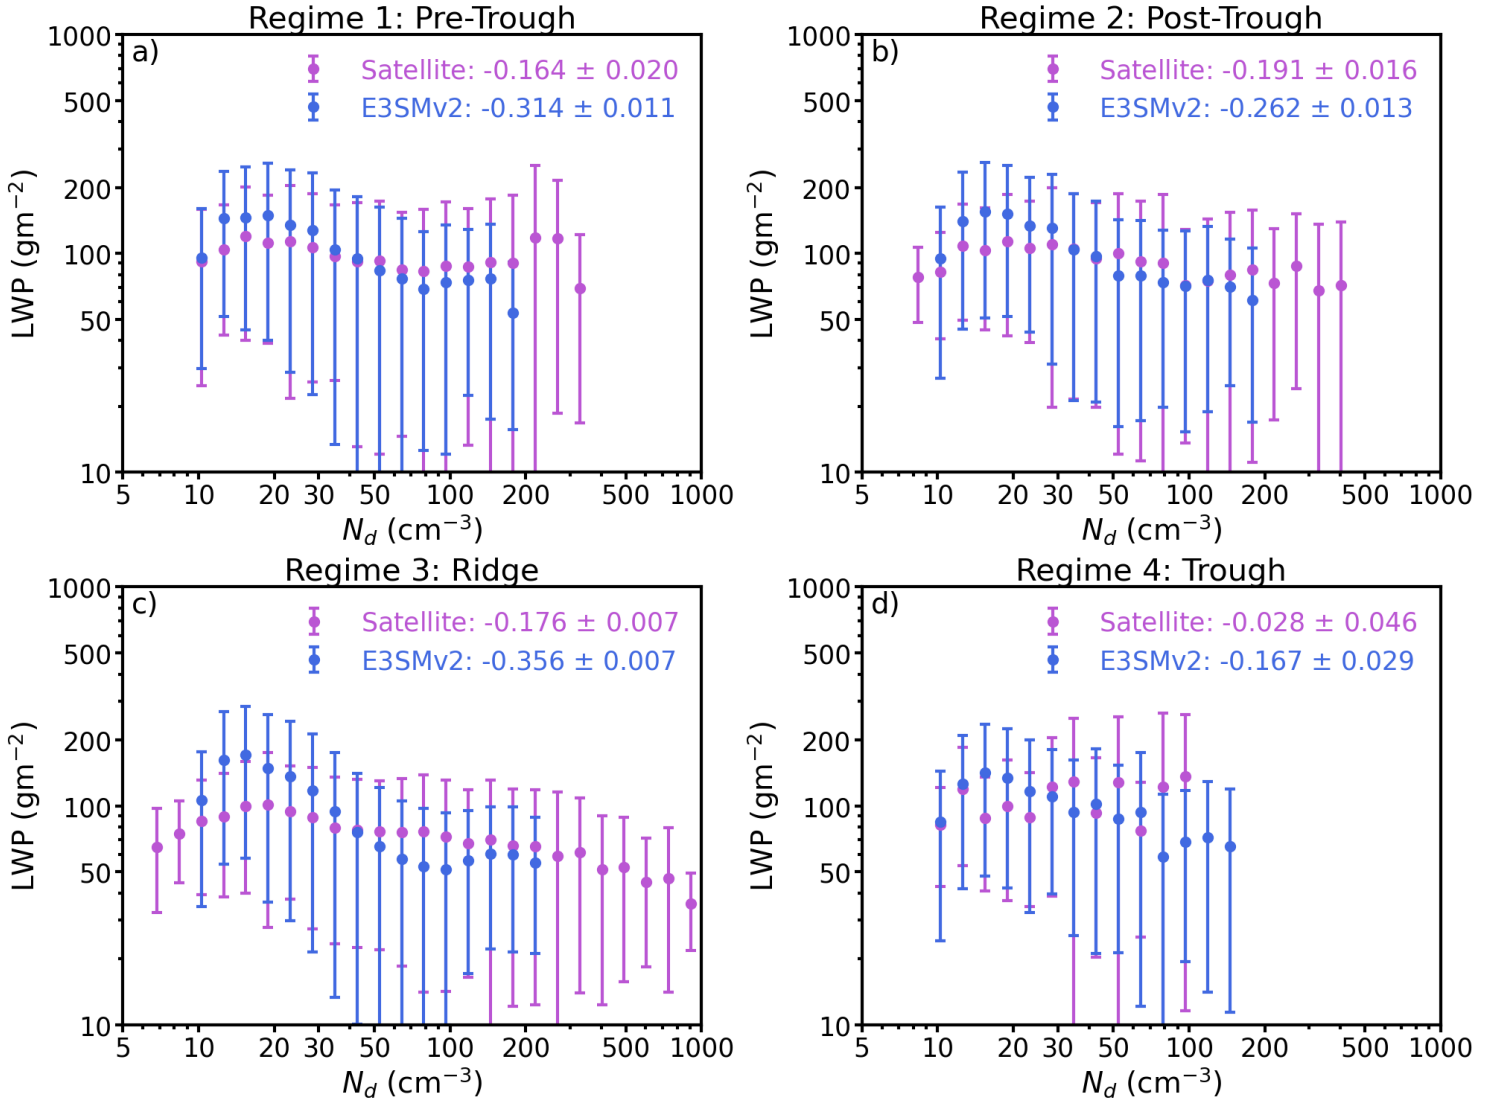 Regime 1: Pre-Trough
a)
Satellite: -0.164 ± 0.020
E3SMv2: -0.314 ± 0.011
1000
500
200
100
50
10
LWP (gm⁻²)
5 10 20 30 50 100 200 500 1000
N_d (cm⁻³)
Regime 2: Post-Trough
b)
Satellite: -0.191 ± 0.016
E3SMv2: -0.262 ± 0.013
1000
500
200
100
50
10
LWP (gm⁻²)
5 10 20 30 50 100 200 500 1000
N_d (cm⁻³)
Regime 3: Ridge
c)
Satellite: -0.176 ± 0.007
E3SMv2: -0.356 ± 0.007
1000
500
200
100
50
10
LWP (gm⁻²)
5 10 20 30 50 100 200 500 1000
N_d (cm⁻³)
Regime 4: Trough
d)
Satellite: -0.028 ± 0.046
E3SMv2: -0.167 ± 0.029
1000
500
200
100
50
10
LWP (gm⁻²)
5 10 20 30 50 100 200 500 1000
N_d (cm⁻³)